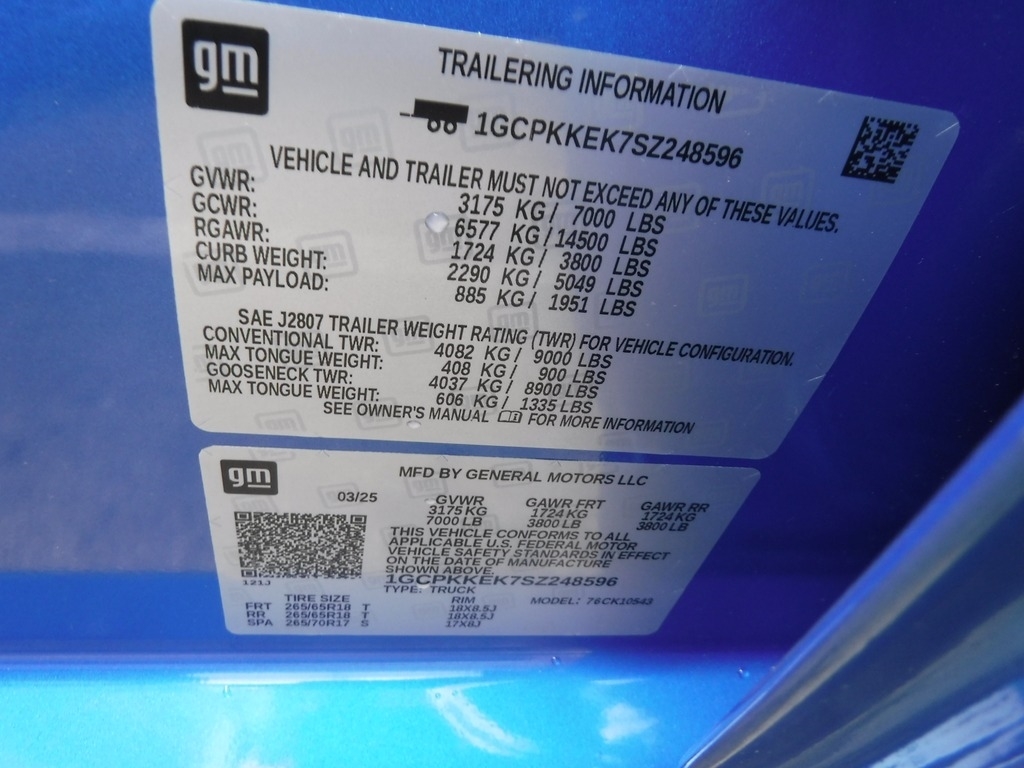 gm
TRAILERING INFORMATION
1GCPKKEK7SZ248596
VEHICLE AND TRAILER MUST NOT EXCEED ANY OF THESE VALUES.
GVWR: 3175 KG / 7000 LBS
GCWR: 6577 KG / 14500 LBS
RGAWR: 1724 KG / 3800 LBS
CURB WEIGHT: 2290 KG / 5049 LBS
MAX PAYLOAD: 885 KG / 1951 LBS
SAE J2807 TRAILER WEIGHT RATING (TWR) FOR VEHICLE CONFIGURATION.
CONVENTIONAL TWR: 4082 KG / 9000 LBS
MAX TONGUE WEIGHT: 408 KG / 900 LBS
GOOSENECK TWR: 4037 KG / 8900 LBS
MAX TONGUE WEIGHT: 606 KG / 1335 LBS
SEE OWNER'S MANUAL FOR MORE INFORMATION
gm
MFD BY GENERAL MOTORS LLC
03/25 GVWR GAWR FRT GAWR RR
3175 KG 1724 KG 1724 KG
7000 LB 3800 LB 3800 LB
THIS VEHICLE CONFORMS TO ALL
APPLICABLE U.S. FEDERAL MOTOR
VEHICLE SAFETY STANDARDS IN EFFECT
ON THE DATE OF MANUFACTURE
SHOWN ABOVE.
1GCPKKEK7SZ248596
121J
TYPE: TRUCK
TIRE SIZE RIM MODEL: 76CK10543
FRT 265/65R18 T 18X8.5J
RR 265/65R18 T 18X8.5J
SPA 265/70R17 S 17X8J